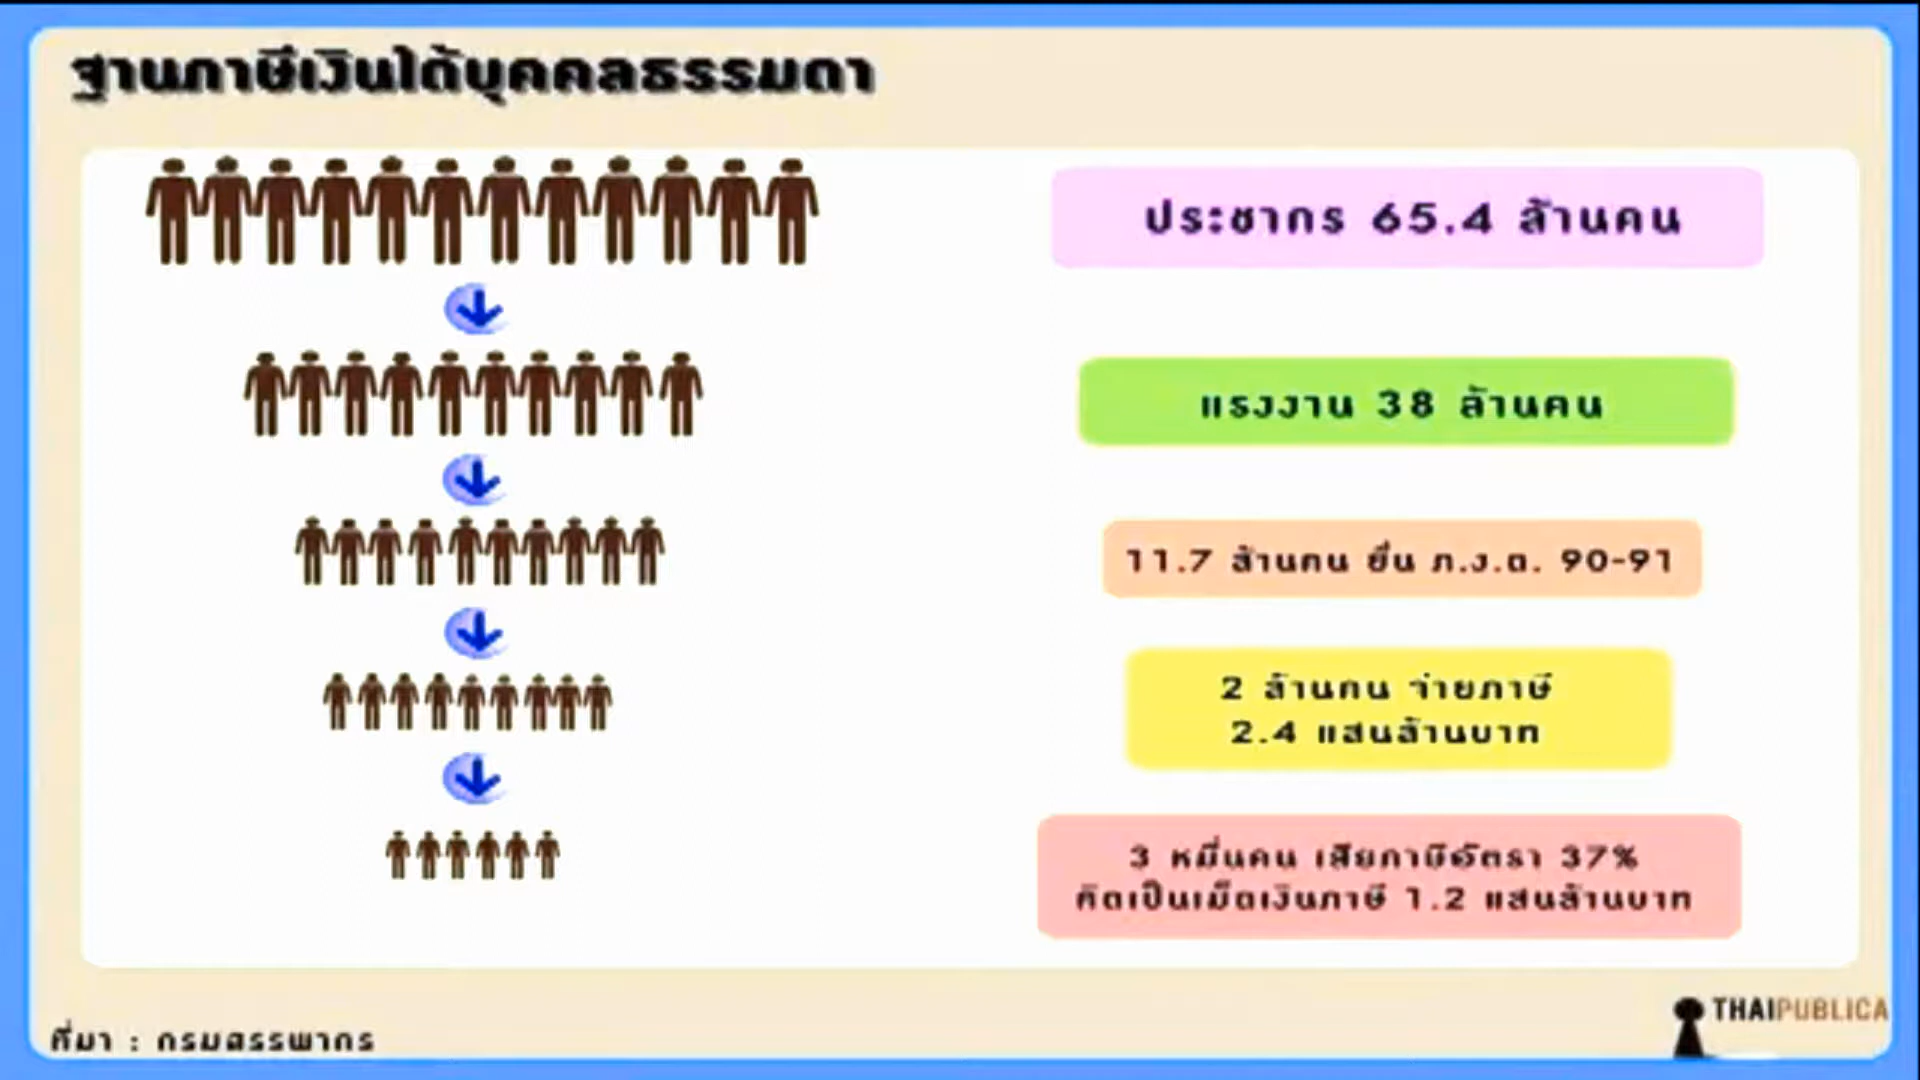 ฐานภาษีเงินได้บุคคลธรรมดา
ประชากร 65.4 ล้านคน
แรงงาน 38 ล้านคน
11.7 ล้านคน ยื่น ภ.ง.ด. 90-91
2 ล้านคน จ่ายภาษี
2.4 แสนล้านบาท
3 หมื่นคน เสียภาษีอัตรา 37%
คิดเป็นเม็ดเงินภาษี 1.2 แสนล้านบาท
ที่มา : กรมสรรพากร
THAIPUBLICA